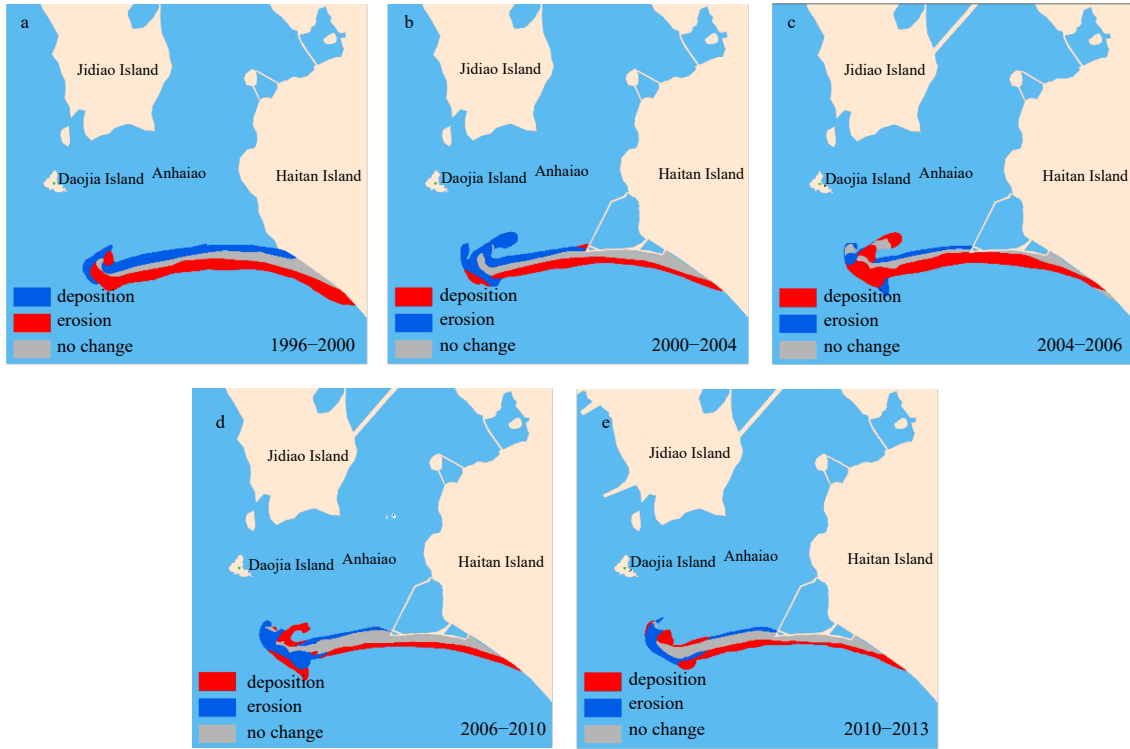 a
Jidiao Island
Daojia Island
Anhaiao
Haitan Island
deposition
erosion
no change
1996−2000
b
Jidiao Island
Daojia Island
Anhaiao
Haitan Island
deposition
erosion
no change
2000−2004
c
Jidiao Island
Daojia Island
Anhaiao
Haitan Island
deposition
erosion
no change
2004−2006
d
Jidiao Island
Daojia Island
Anhaiao
Haitan Island
deposition
erosion
no change
2006−2010
e
Jidiao Island
Daojia Island
Anhaiao
Haitan Island
deposition
erosion
no change
2010−2013